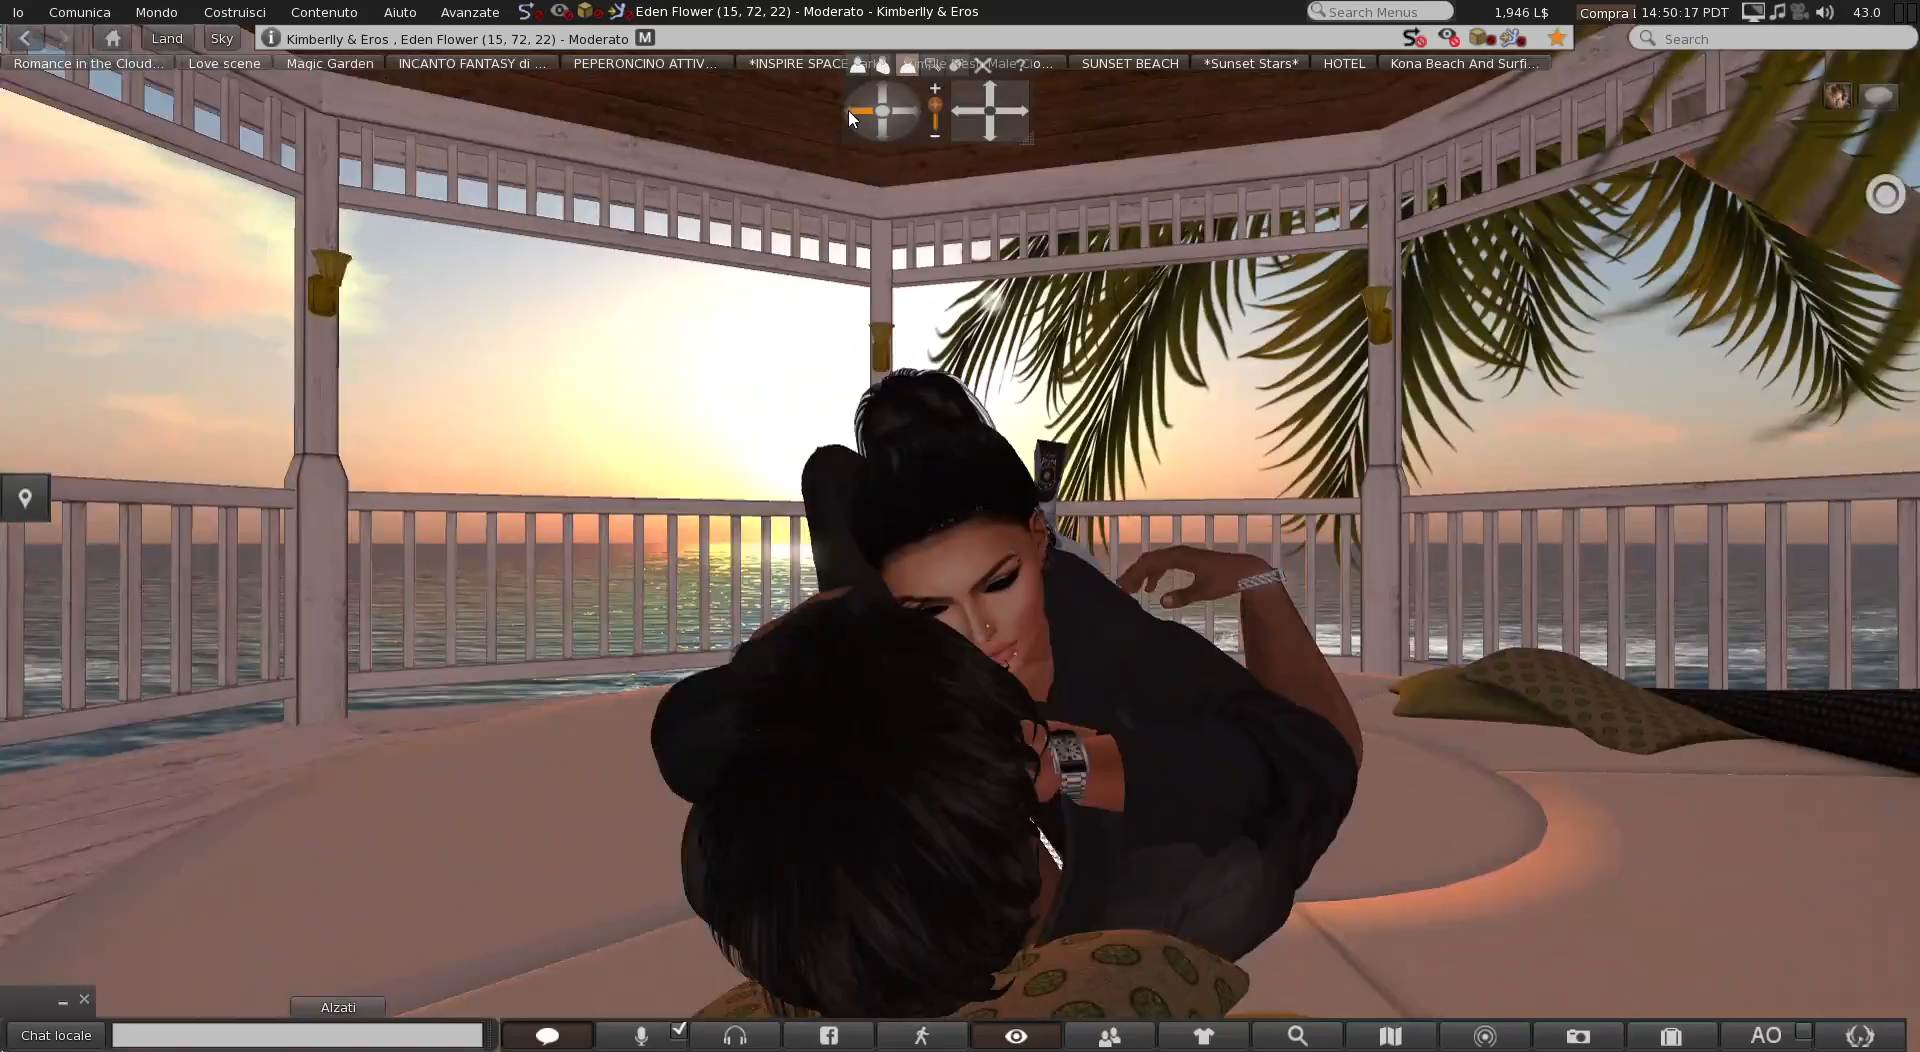 Io Comunica Mondo Costruisci Contenuto Aiuto Avanzate Eden Flower (15, 72, 22) - Moderato - Kimberlly & Eros Search Menus 1,946 L$ Compra L 14:50:17 PDT 43.0
Land Sky Kimberlly & Eros , Eden Flower (15, 72, 22) - Moderato M Search
Romance in the Cloud... Love scene Magic Garden INCANTO FANTASY di ... PEPERONCINO ATTIV... *INSPIRE SPACE SUNSET BEACH *Sunset Stars* HOTEL Kona Beach And Surfi...
Alzati
Chat locale AO